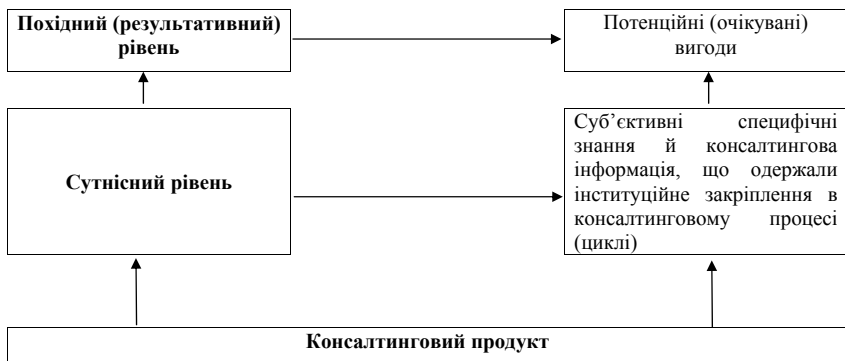 Похідний (результативний)
рівень
Потенційні (очікувані)
вигоди
Сутнісний рівень
Суб’єктивні специфічні
знання й консалтингова
інформація, що одержали
інституційне закріплення в
консалтинговому процесі
(циклі)
Консалтинговий продукт